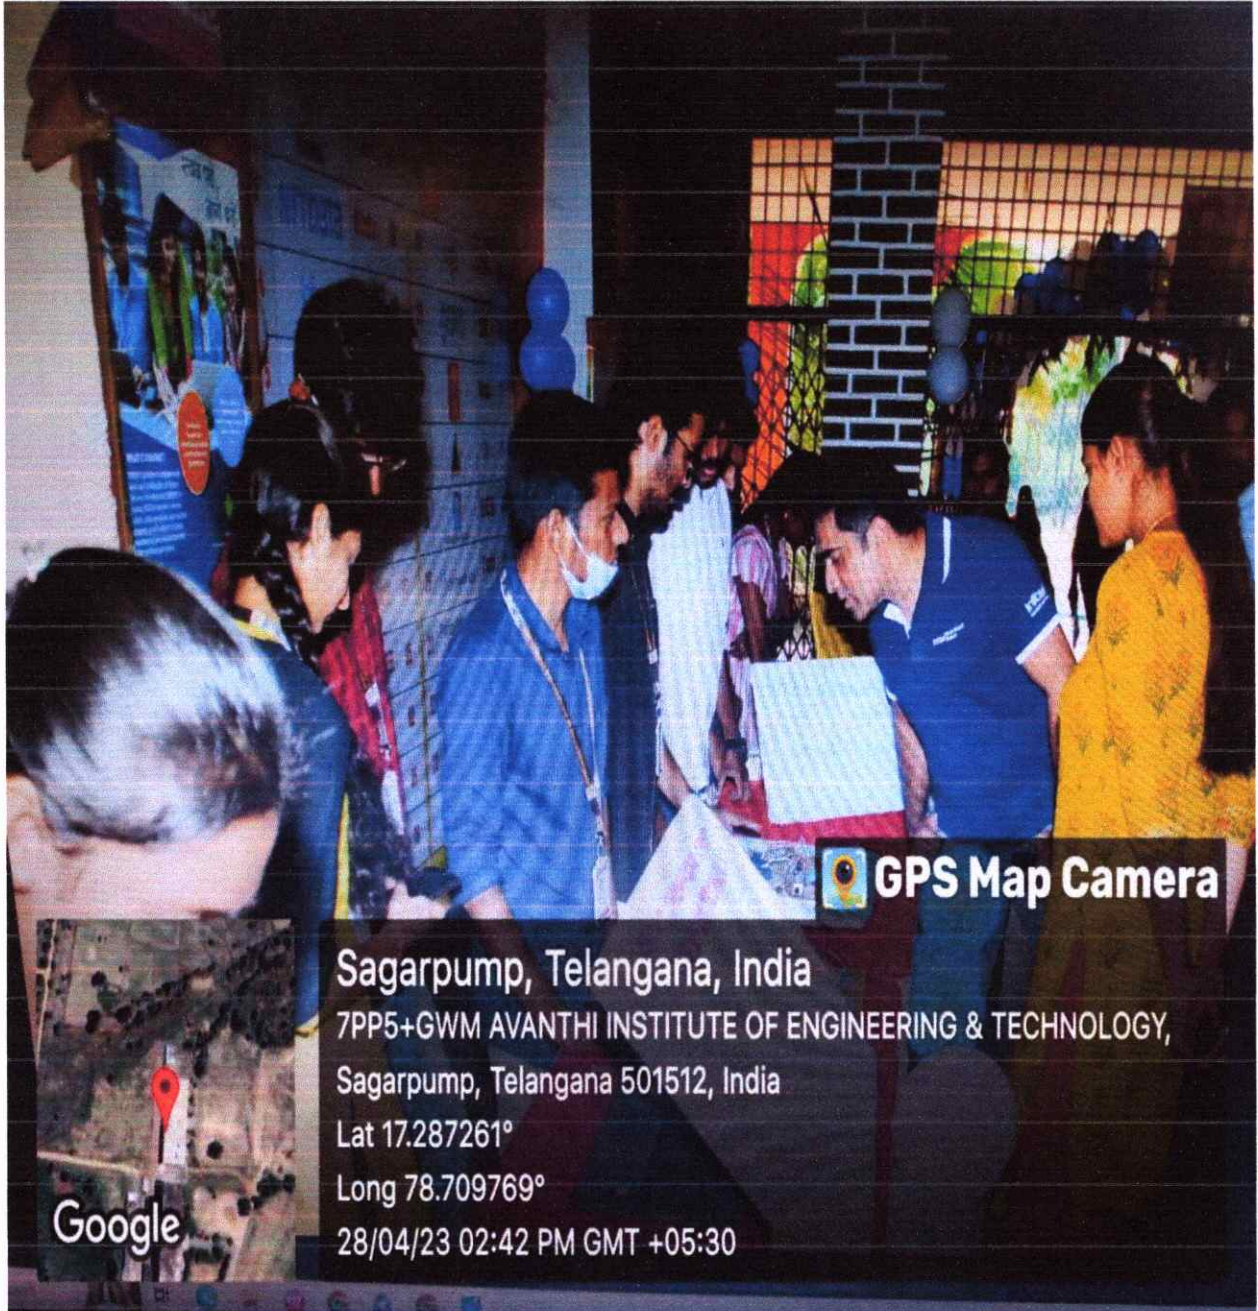 GPS Map Camera
Sagarpump, Telangana, India
7PP5+GWM AVANTHI INSTITUTE OF ENGINEERING & TECHNOLOGY,
Sagarpump, Telangana 501512, India
Lat 17.287261°
Long 78.709769°
28/04/23 02:42 PM GMT +05:30
Google